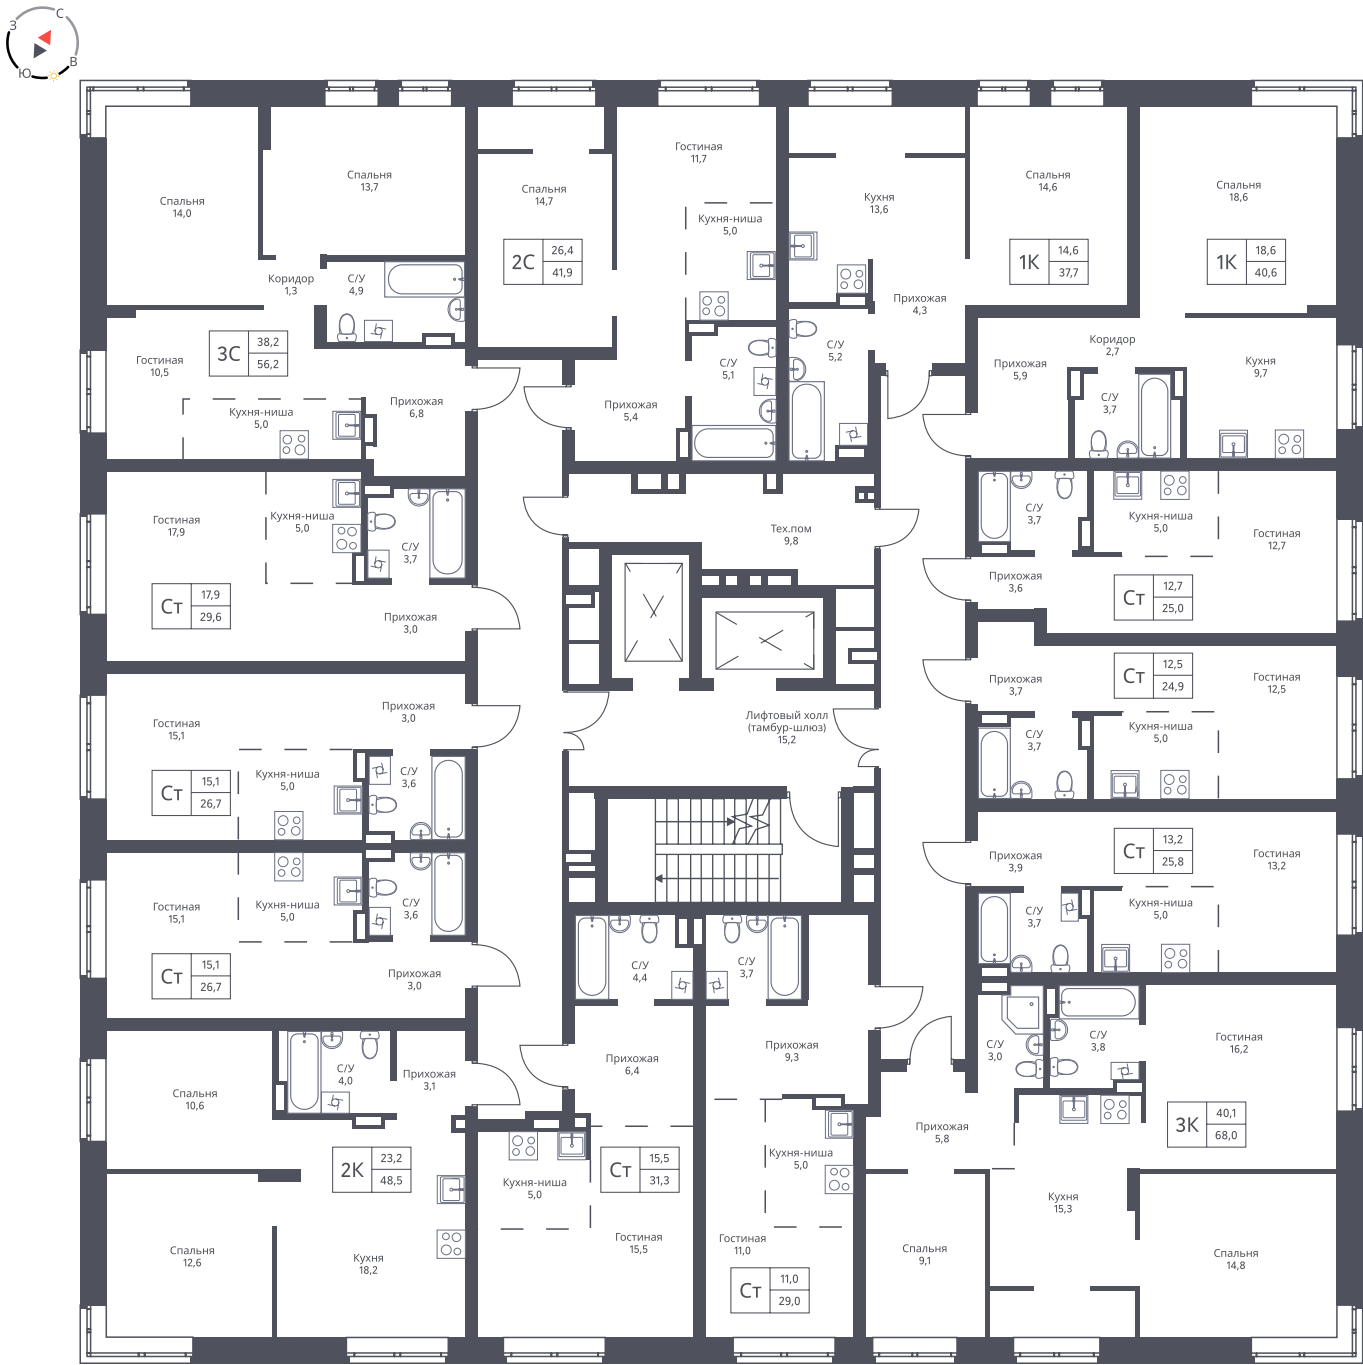 С
З
В
Ю
Спальня
14,0
Спальня
13,7
Коридор
1,3
С/У
4,9
3С
38,2
56,2
Гостиная
10,5
Кухня-ниша
5,0
Прихожая
6,8
Спальня
14,7
2С
26,4
41,9
Гостиная
11,7
Кухня-ниша
5,0
С/У
5,1
Прихожая
5,4
Кухня
13,6
Прихожая
4,3
С/У
5,2
Спальня
14,6
1К
14,6
37,7
Спальня
18,6
1К
18,6
40,6
Прихожая
5,9
Коридор
2,7
С/У
3,7
Кухня
9,7
Гостиная
17,9
Кухня-ниша
5,0
С/У
3,7
Ст
17,9
29,6
Прихожая
3,0
Тех.пом
9,8
С/У
3,7
Кухня-ниша
5,0
Гостиная
12,7
Прихожая
3,6
Ст
12,7
25,0
Прихожая
3,7
Ст
12,5
24,9
Гостиная
12,5
С/У
3,7
Кухня-ниша
5,0
Гостиная
15,1
Прихожая
3,0
Ст
15,1
26,7
Кухня-ниша
5,0
С/У
3,6
Лифтовый холл
(тамбур-шлюз)
15,2
Прихожая
3,9
Ст
13,2
25,8
Гостиная
13,2
С/У
3,7
Кухня-ниша
5,0
Гостиная
15,1
Кухня-ниша
5,0
С/У
3,6
Ст
15,1
26,7
Прихожая
3,0
С/У
4,4
С/У
3,7
Прихожая
6,4
Прихожая
9,3
С/У
3,0
С/У
3,8
Гостиная
16,2
Спальня
10,6
С/У
4,0
Прихожая
3,1
2К
23,2
48,5
Спальня
12,6
Кухня
18,2
Кухня-ниша
5,0
Ст
15,5
31,3
Гостиная
15,5
Кухня-ниша
5,0
Гостиная
11,0
Ст
11,0
29,0
Прихожая
5,8
3К
40,1
68,0
Кухня
15,3
Спальня
9,1
Спальня
14,8